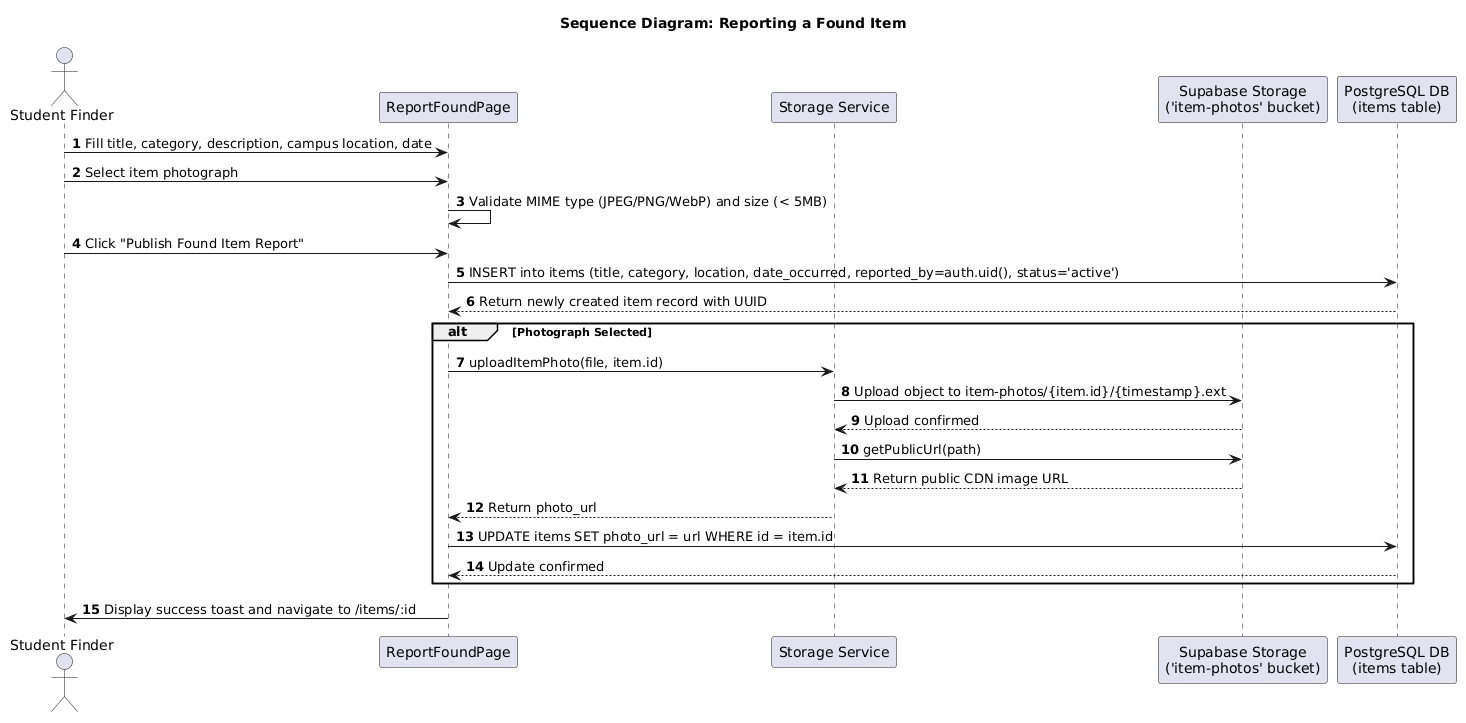 Sequence Diagram: Reporting a Found Item
Student Finder
ReportFoundPage
Storage Service
Supabase Storage
('item-photos' bucket)
PostgreSQL DB
(items table)
1 Fill title, category, description, campus location, date
2 Select item photograph
3 Validate MIME type (JPEG/PNG/WebP) and size (< 5MB)
4 Click "Publish Found Item Report"
5 INSERT into items (title, category, location, date_occurred, reported_by=auth.uid(), status='active')
6 Return newly created item record with UUID
alt [Photograph Selected]
7 uploadItemPhoto(file, item.id)
8 Upload object to item-photos/{item.id}/{timestamp}.ext
9 Upload confirmed
10 getPublicUrl(path)
11 Return public CDN image URL
12 Return photo_url
13 UPDATE items SET photo_url = url WHERE id = item.id
14 Update confirmed
15 Display success toast and navigate to /items/:id
Student Finder
ReportFoundPage
Storage Service
Supabase Storage
('item-photos' bucket)
PostgreSQL DB
(items table)